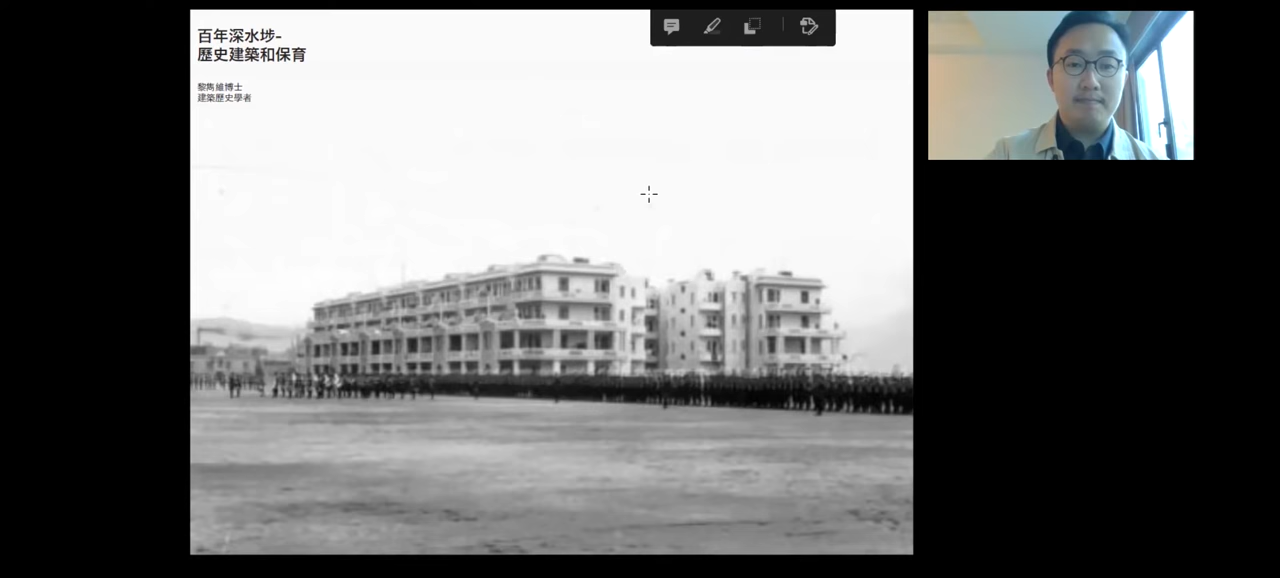 百年深水埗-
歷史建築和保育
黎雋維博士
建築歷史學者